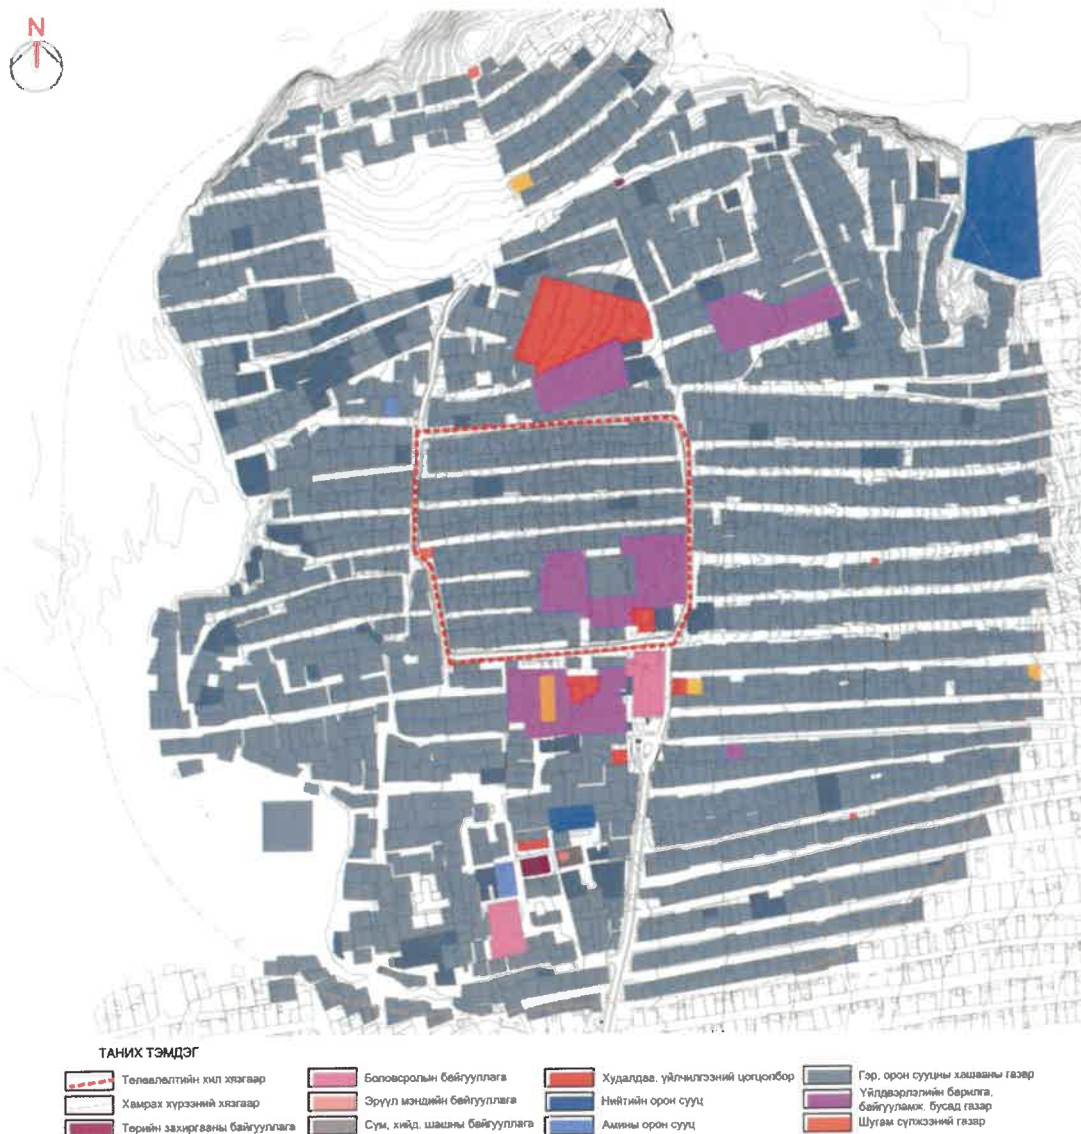 N
ТАНИХ ТЭМДЭГ
Төлөвлөлтийн хил хязгаар
Хамрах хүрээний хязгаар
Төрийн захиргааны байгууллага
Боловсролын байгууллага
Эрүүл мэндийн байгууллага
Сүм, хийд, шашны байгууллага
Худалдаа, үйлчилгээний цогцолбор
Нийтийн орон сууц
Амины орон сууц
Гэр, орон сууцны хашааны газар
Үйлдвэрлэлийн барилга,
байгууламж, бусад газар
Шугам сүлжээний газар